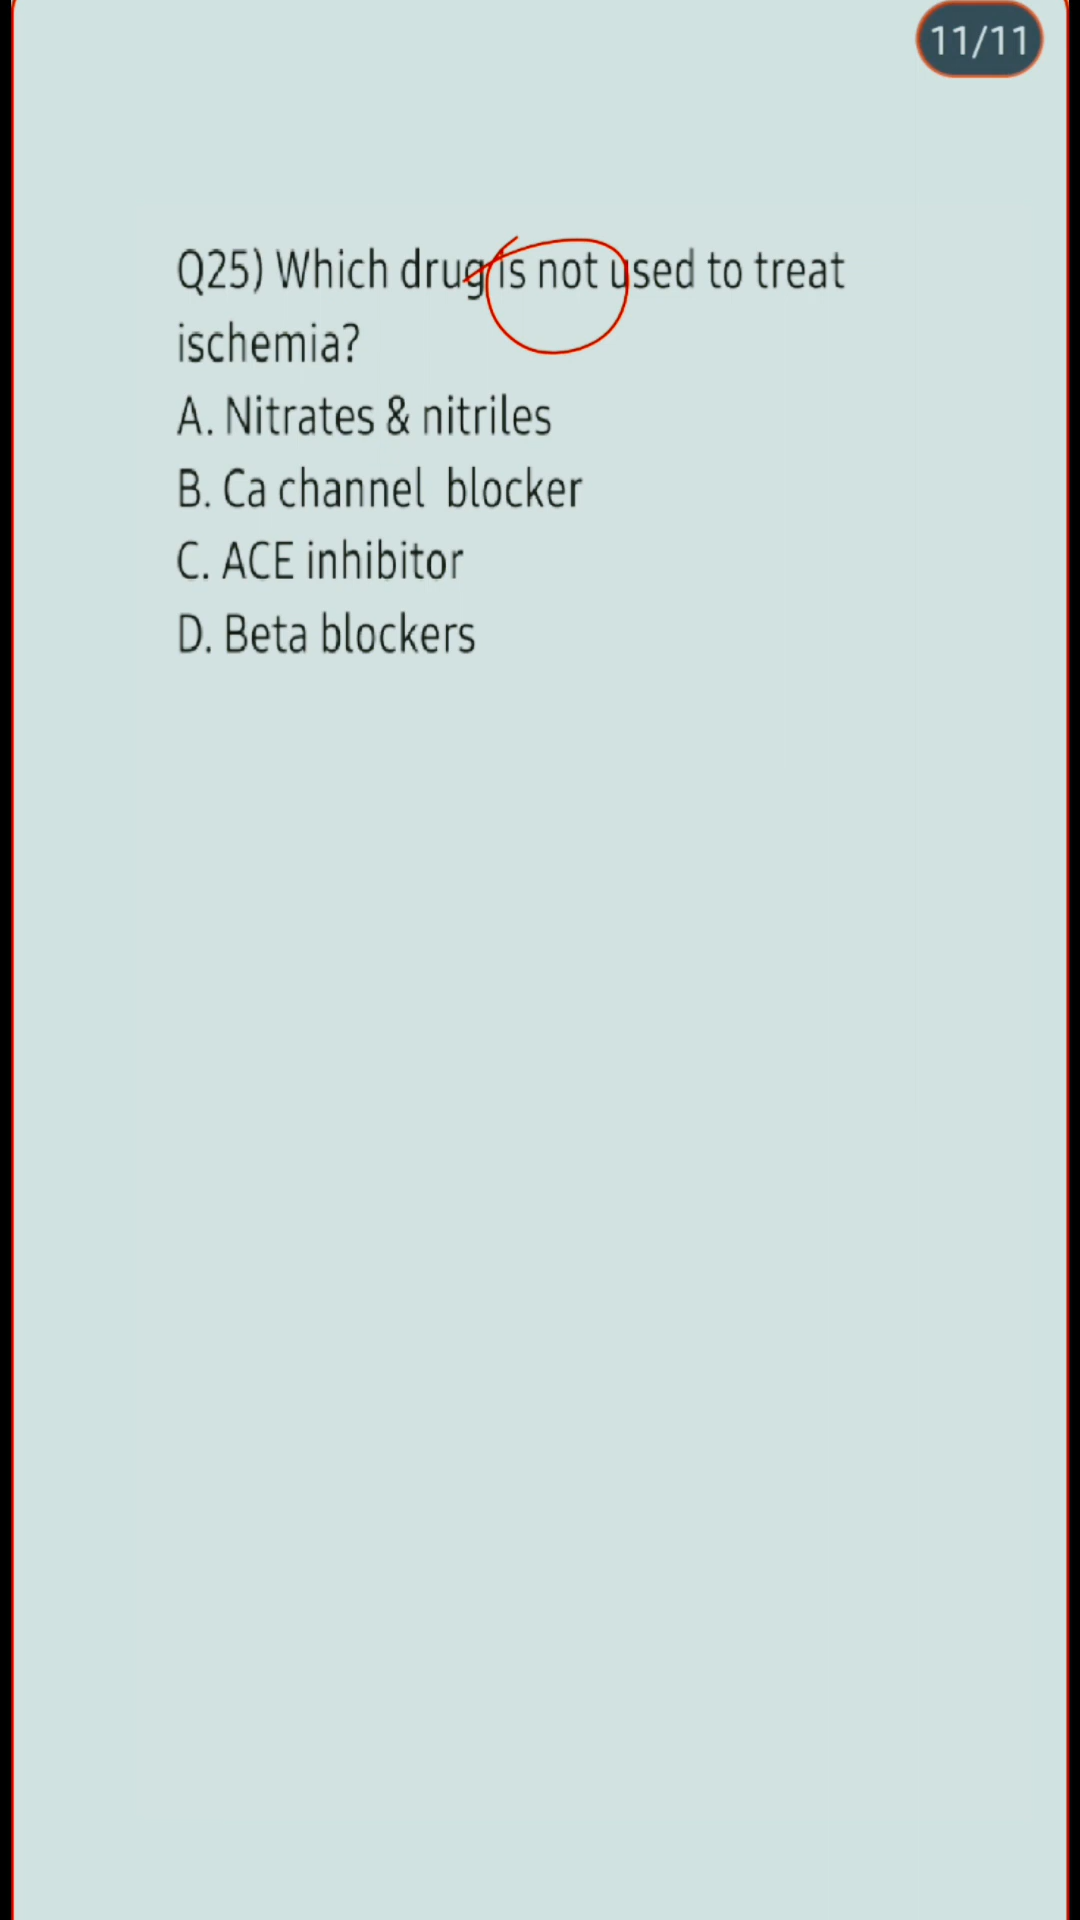 11/11
Q25) Which drug is not used to treat
ischemia?
A. Nitrates & nitriles
B. Ca channel  blocker
C. ACE inhibitor
D. Beta blockers